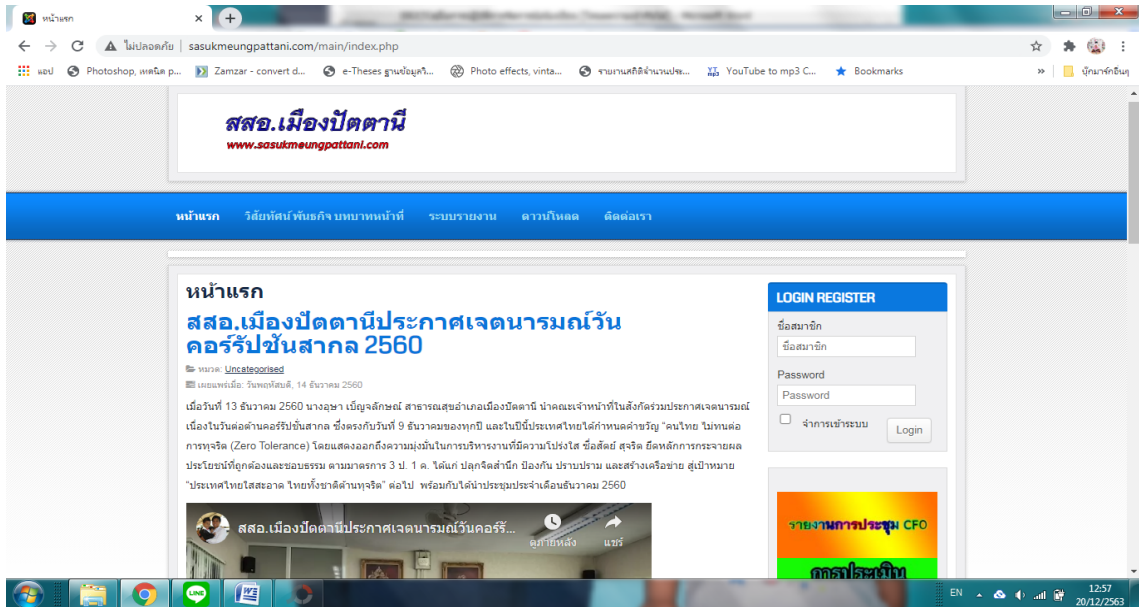 หน้าแรก
ไม่ปลอดภัย | sasukmeungpattani.com/main/index.php
แอป Photoshop, เทคนิค p... Zamzar - convert d... e-Theses ฐานข้อมูลวิ... Photo effects, vinta... รายงานสถิติจำนวนประ... YouTube to mp3 C... Bookmarks » บุ๊กมาร์กอื่นๆ
สสอ.เมืองปัตตานี
www.sasukmeungpattani.com
หน้าแรก วิสัยทัศน์ พันธกิจ บทบาทหน้าที่ ระบบรายงาน ดาวน์โหลด ติดต่อเรา
หน้าแรก
สสอ.เมืองปัตตานีประกาศเจตนารมณ์วัน
คอร์รัปชันสากล 2560
หมวด: Uncategorised
เผยแพร่เมื่อ: วันพฤหัสบดี, 14 ธันวาคม 2560
เมื่อวันที่ 13 ธันวาคม 2560 นางอุษา เบ็ญจลักษณ์ สาธารณสุขอำเภอเมืองปัตตานี นำคณะเจ้าหน้าที่ในสังกัดร่วมประกาศเจตนารมณ์
เนื่องในวันต่อต้านคอร์รัปชั่นสากล ซึ่งตรงกับวันที่ 9 ธันวาคมของทุกปี และในปีนี้ประเทศไทยได้กำหนดคำขวัญ "คนไทย ไม่ทนต่อ
การทุจริต (Zero Tolerance) โดยแสดงออกถึงความมุ่งมั่นในการบริหารงานที่มีความโปร่งใส ซื่อสัตย์ สุจริต ยึดหลักการกระจายผล
ประโยชน์ที่ถูกต้องและชอบธรรม ตามมาตรการ 3 ป. 1 ค. ได้แก่ ปลุกจิตสำนึก ป้องกัน ปราบปราม และสร้างเครือข่าย สู่เป้าหมาย
"ประเทศไทยใสสะอาด ไทยทั้งชาติต้านทุจริต" ต่อไป พร้อมกับได้นำประชุมประจำเดือนธันวาคม 2560
สสอ.เมืองปัตตานีประกาศเจตนารมณ์วันคอร์รั...
ดูภายหลัง แชร์
LOGIN REGISTER
ชื่อสมาชิก
ชื่อสมาชิก
Password
Password
จำการเข้าระบบ
Login
รายงานการประชุม CFO
การประเมิน
LINE
EN 12:57
20/12/2563